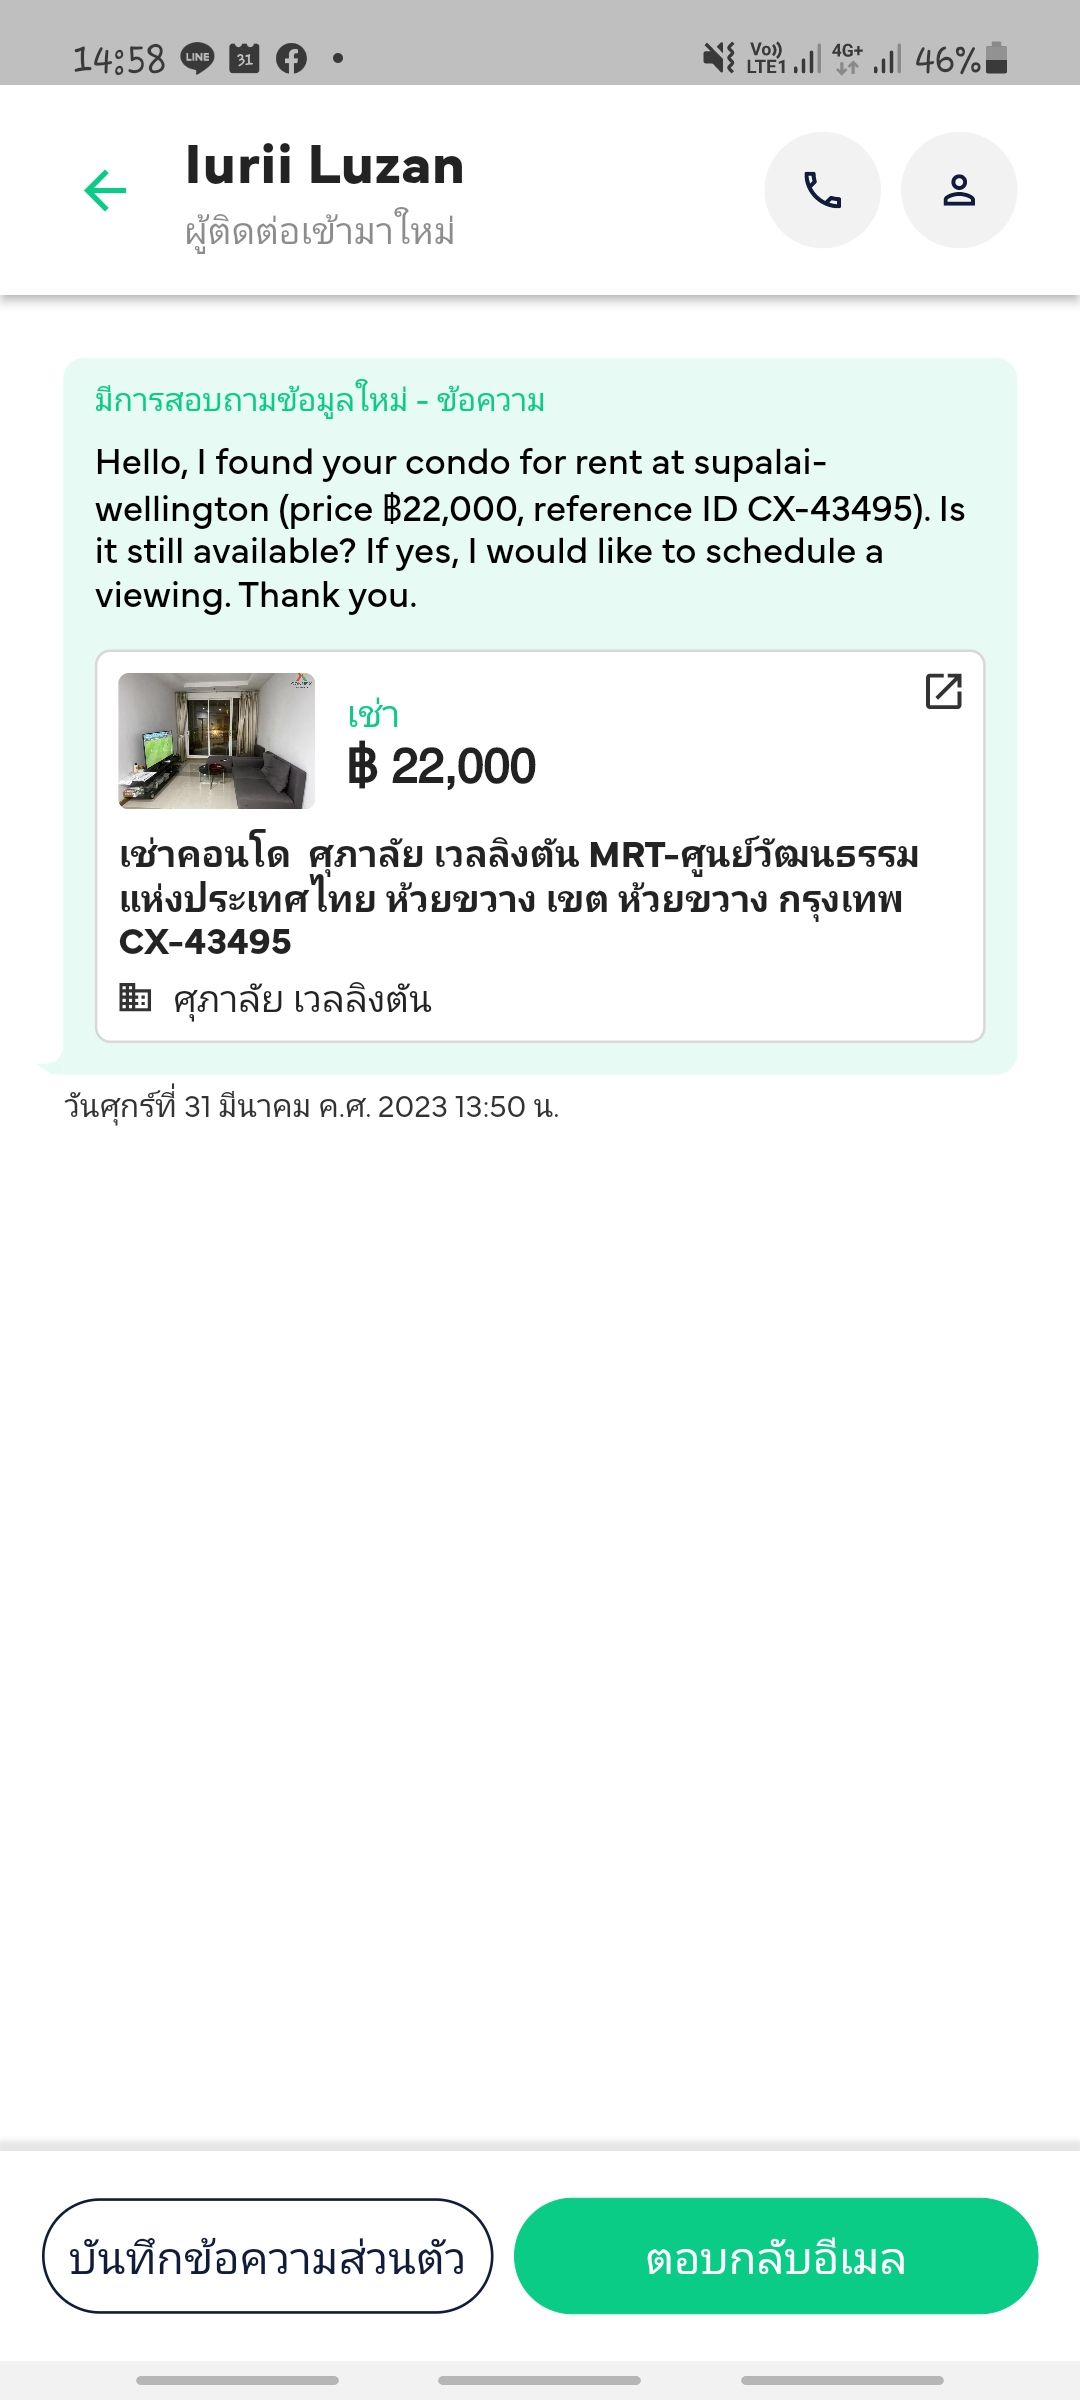 14:58 LINE 31 Vo)) LTE1 4G+ 46%
Iurii Luzan
ผู้ติดต่อเข้ามาใหม่
มีการสอบถามข้อมูลใหม่ - ข้อความ
Hello, I found your condo for rent at supalai-
wellington (price ฿22,000, reference ID CX-43495). Is
it still available? If yes, I would like to schedule a
viewing. Thank you.
เช่า
฿ 22,000
เช่าคอนโด ศุภาลัย เวลลิงตัน MRT-ศูนย์วัฒนธรรม
แห่งประเทศไทย ห้วยขวาง เขต ห้วยขวาง กรุงเทพ
CX-43495
ศุภาลัย เวลลิงตัน
วันศุกร์ที่ 31 มีนาคม ค.ศ. 2023 13:50 น.
บันทึกข้อความส่วนตัว
ตอบกลับอีเมล